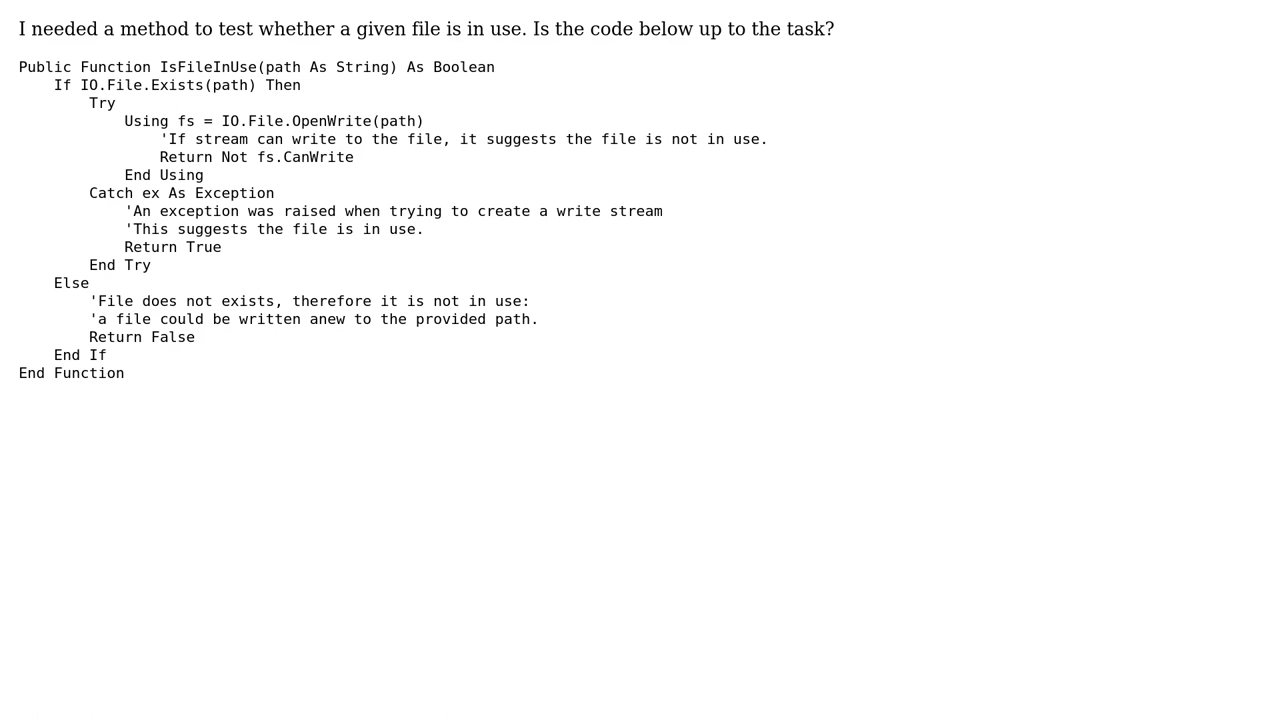 I needed a method to test whether a given file is in use. Is the code below up to the task?
Public Function IsFileInUse(path As String) As Boolean
    If IO.File.Exists(path) Then
        Try
            Using fs = IO.File.OpenWrite(path)
                'If stream can write to the file, it suggests the file is not in use.
                Return Not fs.CanWrite
            End Using
        Catch ex As Exception
            'An exception was raised when trying to create a write stream
            'This suggests the file is in use.
            Return True
        End Try
    Else
        'File does not exists, therefore it is not in use:
        'a file could be written anew to the provided path.
        Return False
    End If
End Function